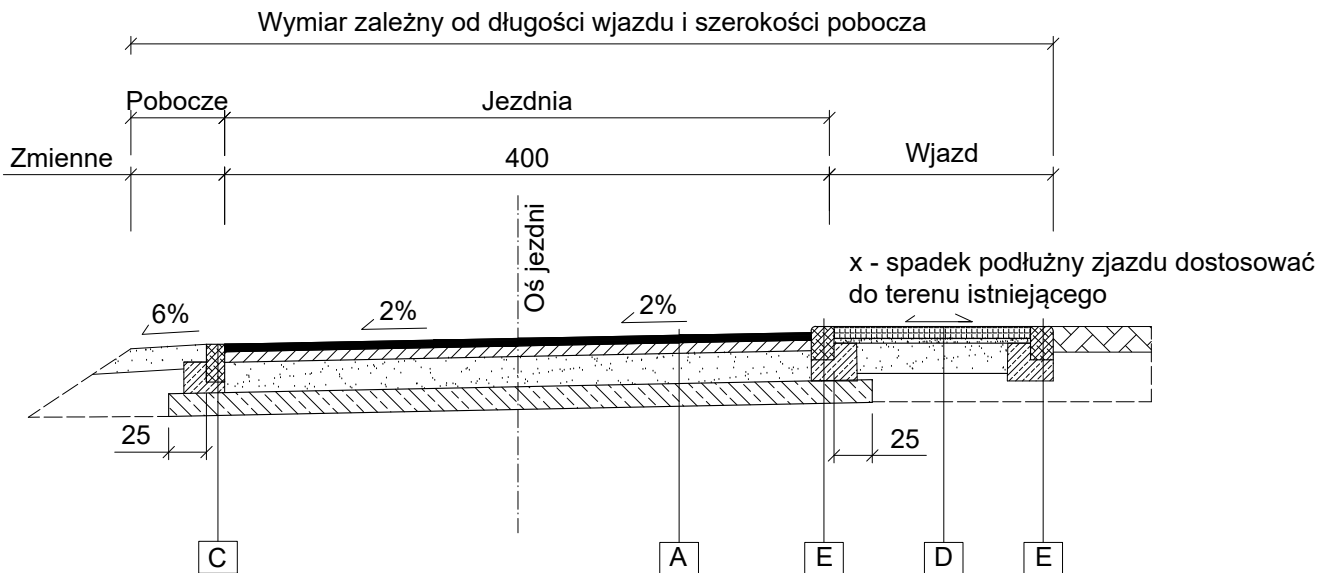 Wymiar zależny od długości wjazdu i szerokości pobocza
Pobocze
Jezdnia
Zmienne
400
Wjazd
Oś jezdni
x - spadek podłużny zjazdu dostosować
do terenu istniejącego
6%
2%
2%
25
25
C
A
E
D
E